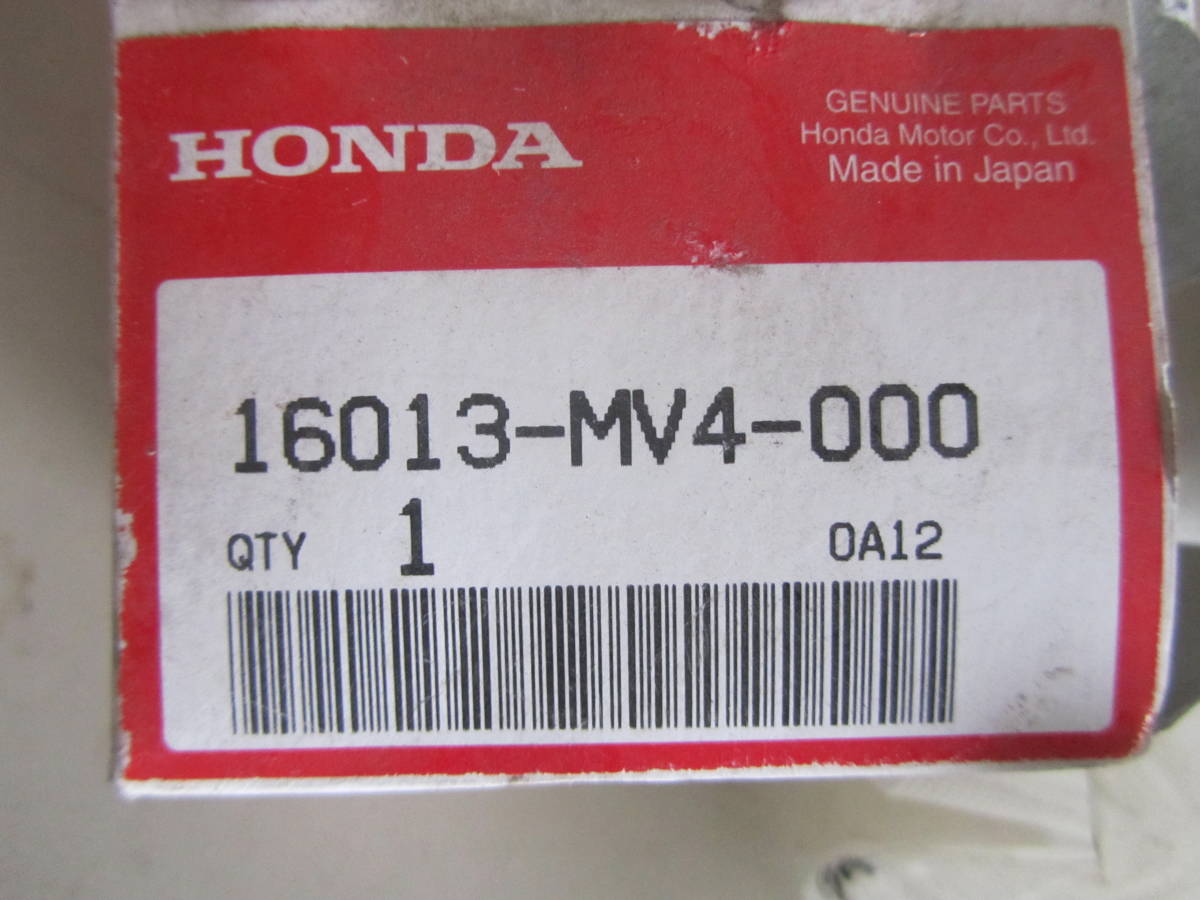 HONDA
GENUINE PARTS
Honda Motor Co., Ltd.
Made in Japan
16013-MV4-000
QTY 1 0A12